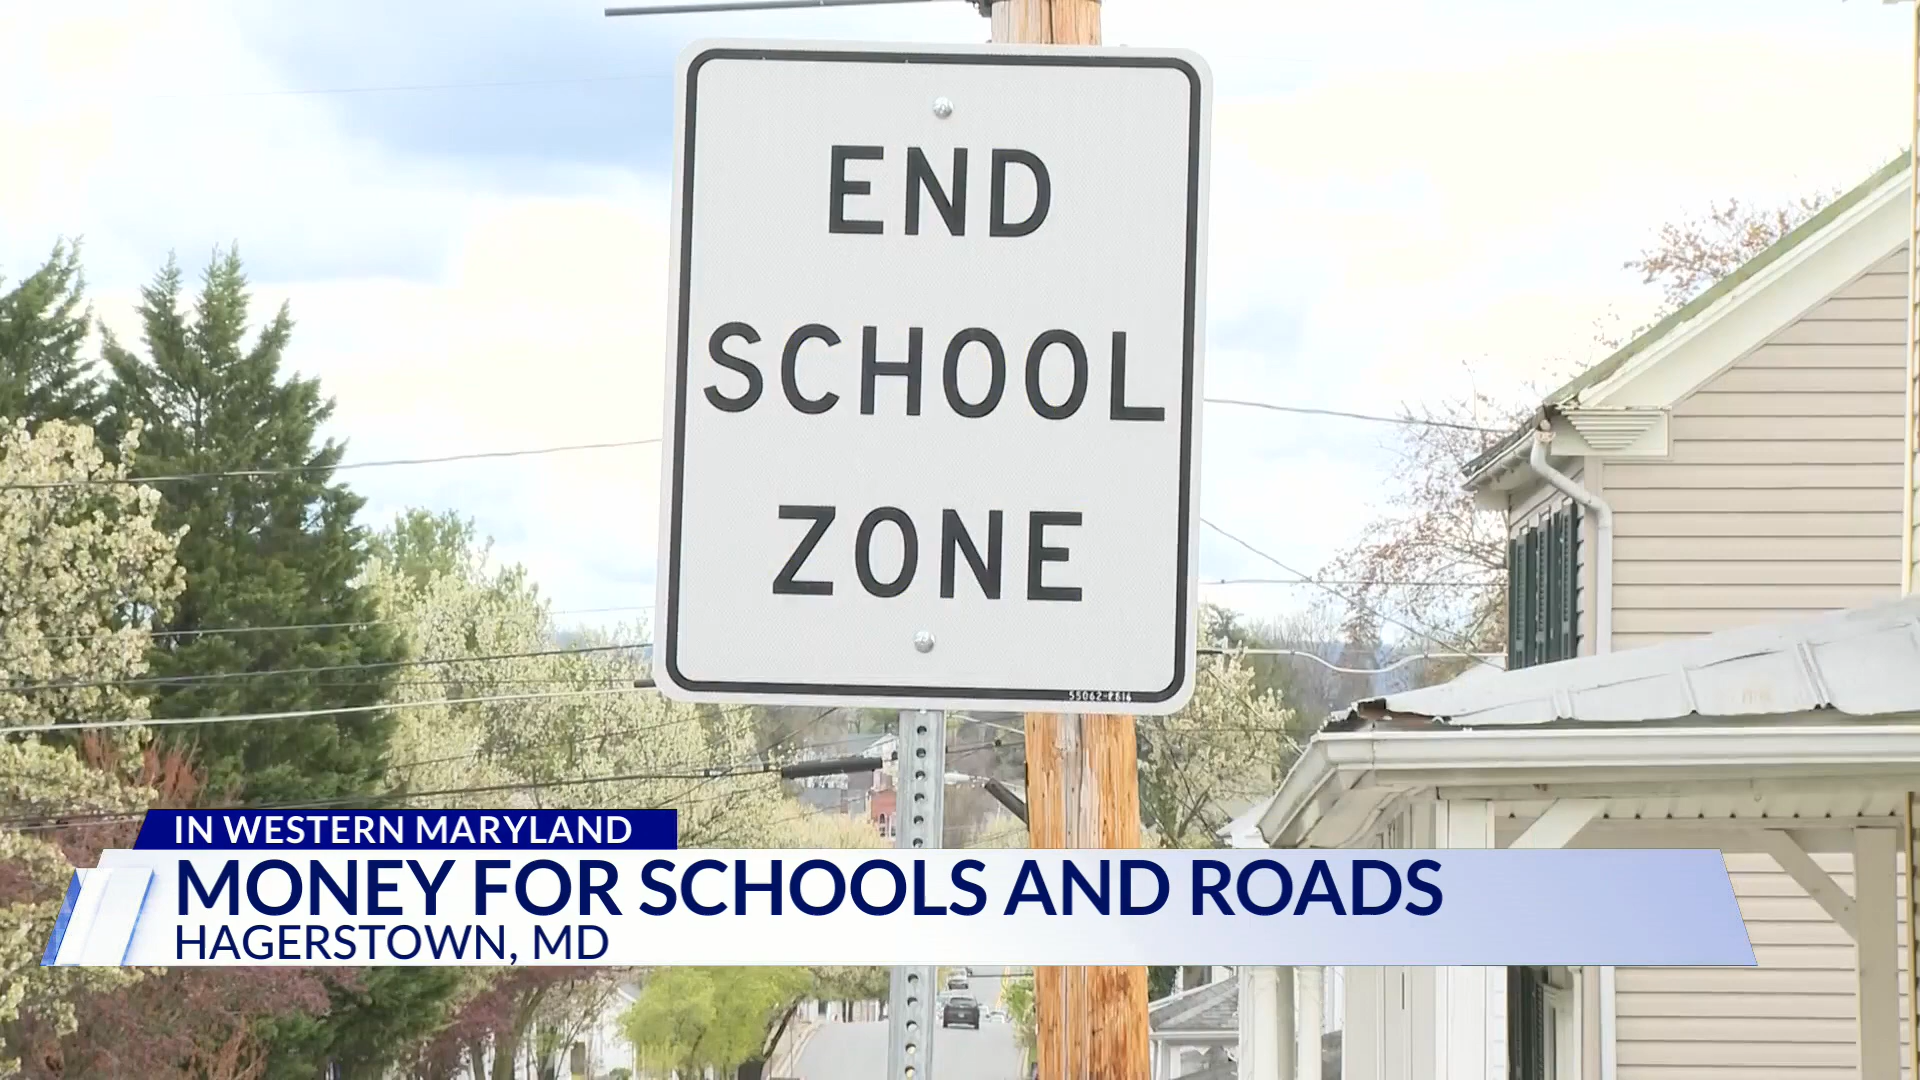 END
SCHOOL
ZONE
IN WESTERN MARYLAND
MONEY FOR SCHOOLS AND ROADS
HAGERSTOWN, MD